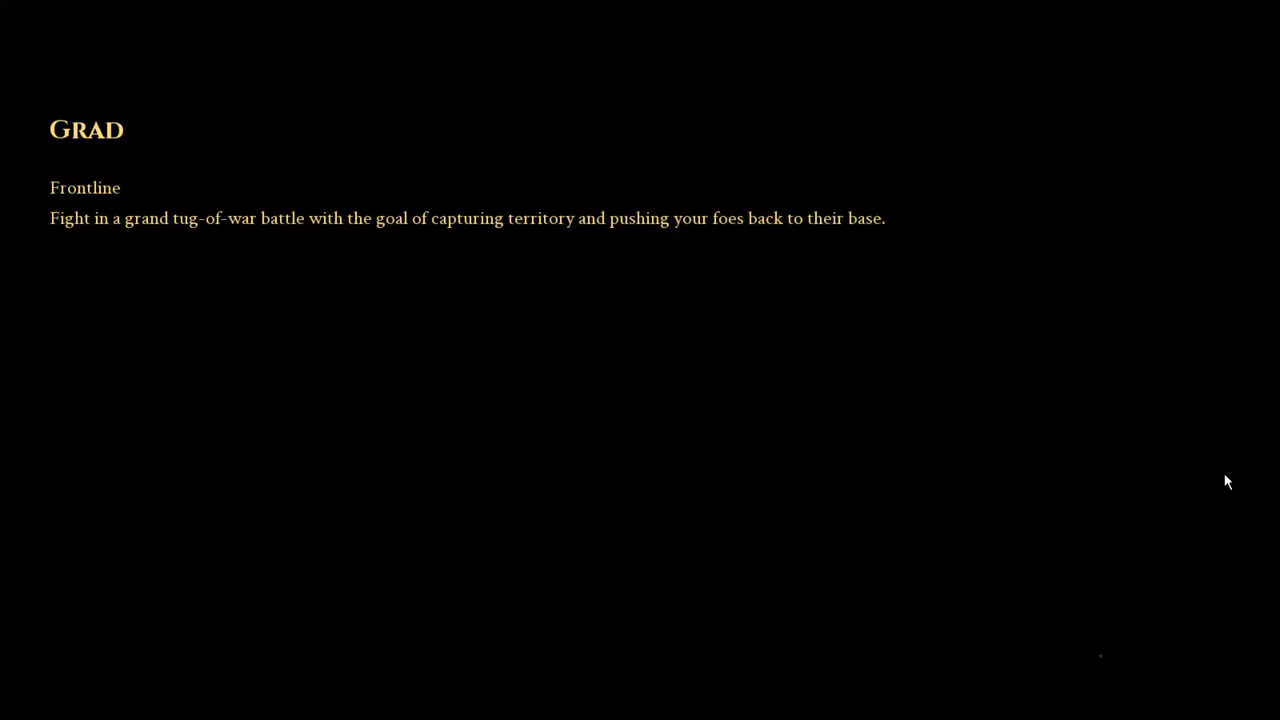 Grad
Frontline
Fight in a grand tug-of-war battle with the goal of capturing territory and pushing your foes back to their base.